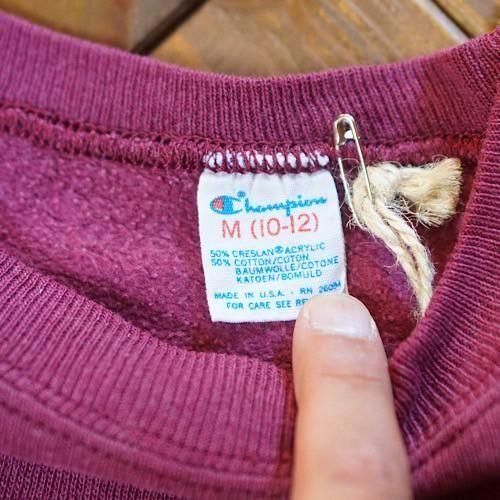 Champion
M (10-12)
50% CRESLAN® ACRYLIC
50% COTTON/COTON
BAUMWOLLE/COTONE
KATOEN/BOMULD
MADE IN U.S.A. · RN 26094
FOR CARE SEE